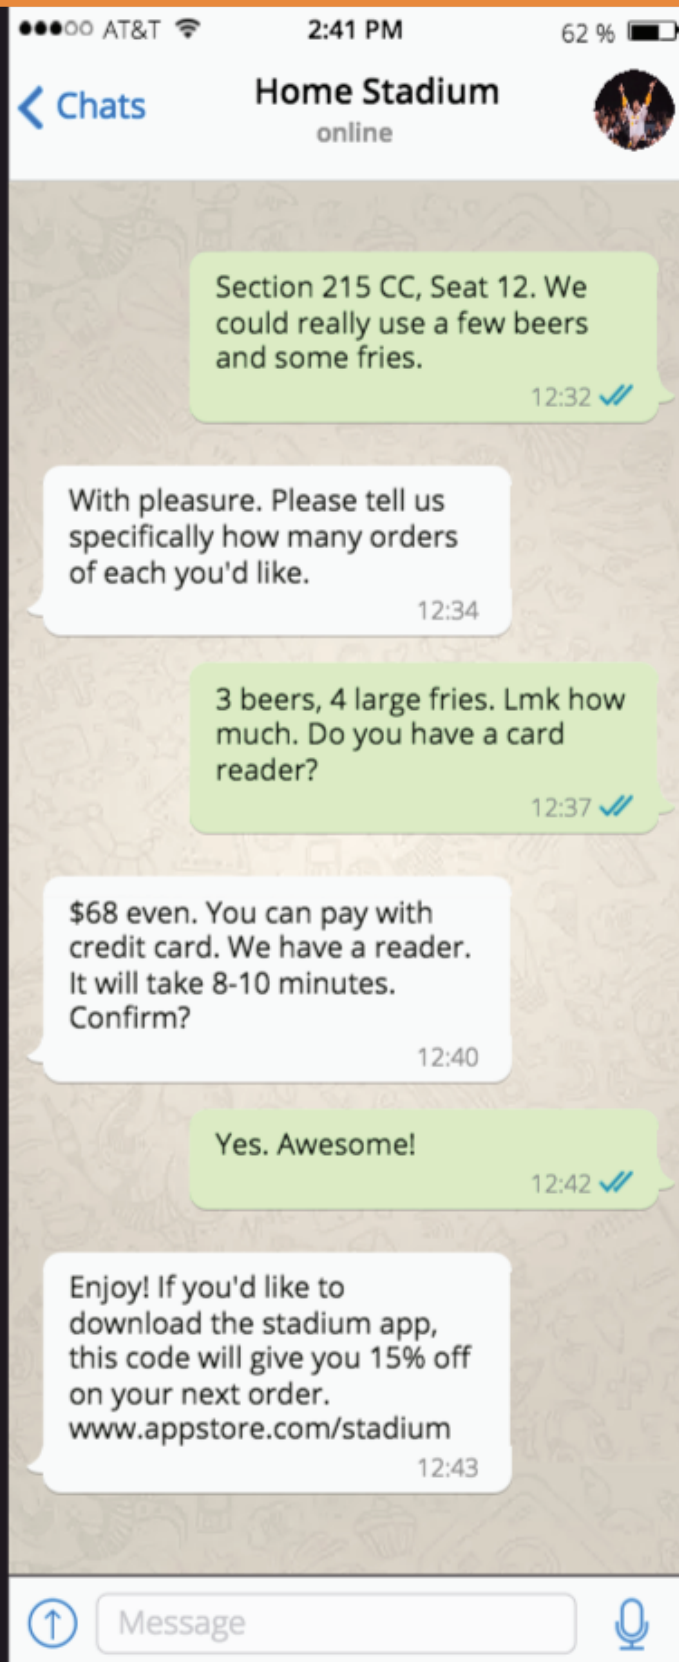 AT&T 2:41 PM 62 %
Chats Home Stadium
online
Section 215 CC, Seat 12. We
could really use a few beers
and some fries.
12:32
With pleasure. Please tell us
specifically how many orders
of each you'd like.
12:34
3 beers, 4 large fries. Lmk how
much. Do you have a card
reader?
12:37
$68 even. You can pay with
credit card. We have a reader.
It will take 8-10 minutes.
Confirm?
12:40
Yes. Awesome!
12:42
Enjoy! If you'd like to
download the stadium app,
this code will give you 15% off
on your next order.
www.appstore.com/stadium
12:43
Message